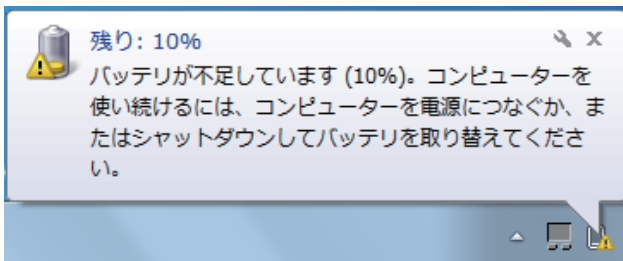 残り: 10%
バッテリが不足しています (10%)。コンピューターを
使い続けるには、コンピューターを電源につなぐか、ま
たはシャットダウンしてバッテリを取り替えてくださ
い。